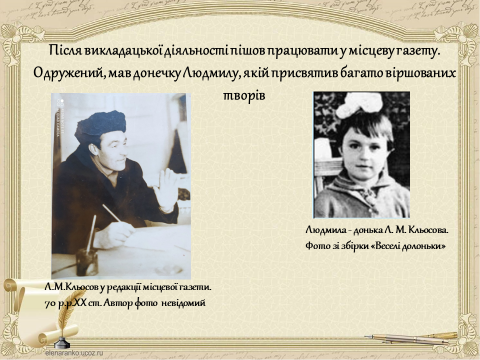 Після викладацької діяльності пішов працювати у місцеву газету.
Одружений, мав донечку Людмилу, якій присвятив багато віршованих
творів
Людмила - донька Л. М. Кльосова.
Фото зі збірки «Веселі долоньки»
Л.М.Кльосов у редакції місцевої газети.
70 р.р.ХХ ст. Автор фото невідомий
elenaranko.ucoz.ru